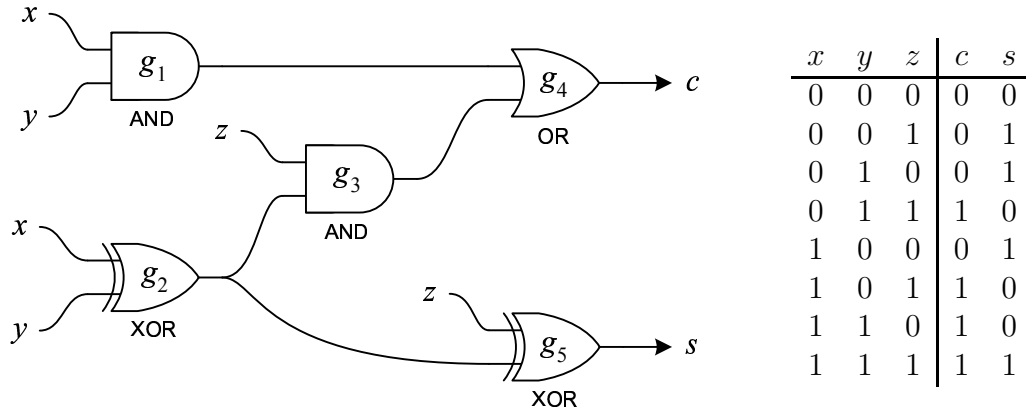 x
g1
y
AND
z
g3
AND
g4
c
OR
x
g2
y
XOR
z
g5
s
XOR
x y z c s
0 0 0 0 0
0 0 1 0 1
0 1 0 0 1
0 1 1 1 0
1 0 0 0 1
1 0 1 1 0
1 1 0 1 0
1 1 1 1 1